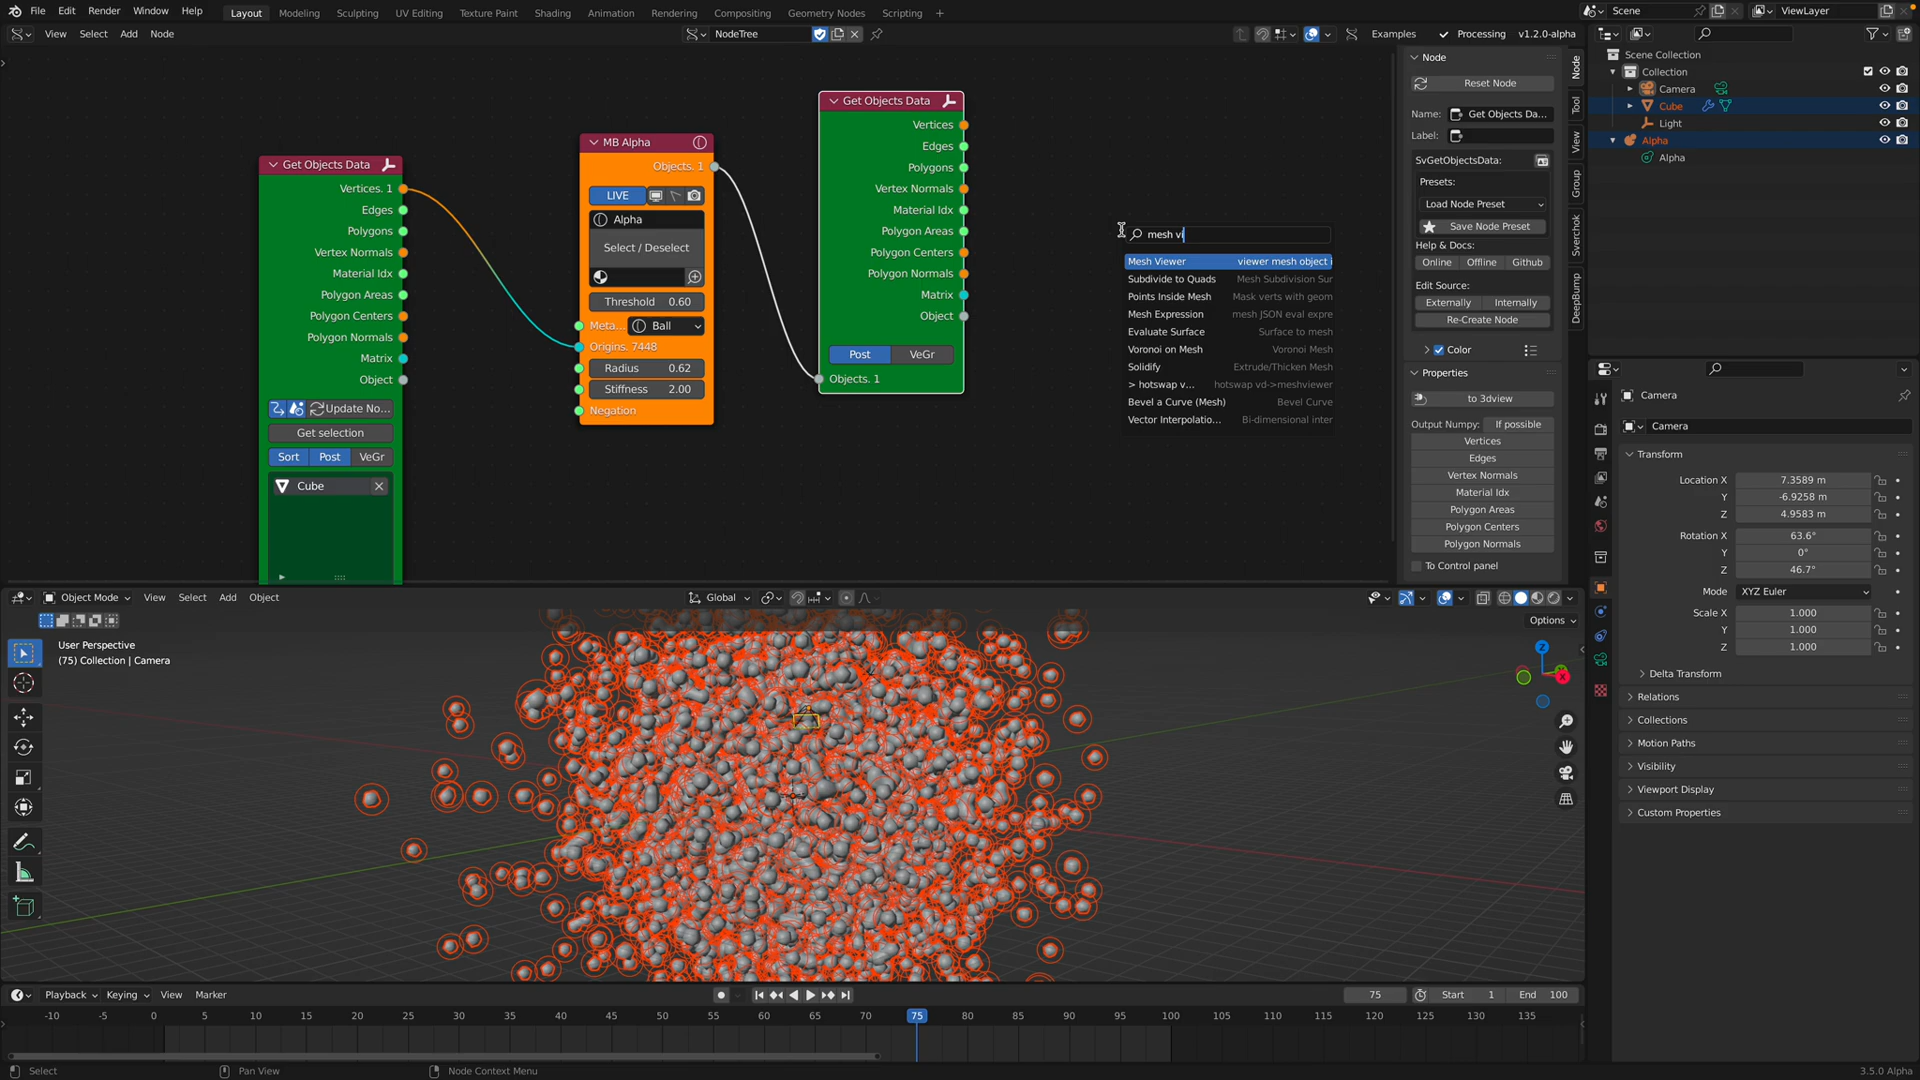 File Edit Render Window Help Layout Modeling Sculpting UV Editing Texture Paint Shading Animation Rendering Compositing Geometry Nodes Scripting + Scene ViewLayer
View Select Add Node NodeTree Examples Processing v1.2.0-alpha
Get Objects Data
Vertices. 1
Edges
Polygons
Vertex Normals
Material Idx
Polygon Areas
Polygon Centers
Polygon Normals
Matrix
Object
Update No...
Get selection
Sort Post VeGr
Cube
MB Alpha
Objects. 1
LIVE
Alpha
Select / Deselect
Threshold 0.60
Meta... Ball
Origins. 7448
Radius 0.62
Stiffness 2.00
Negation
Get Objects Data
Vertices
Edges
Polygons
Vertex Normals
Material Idx
Polygon Areas
Polygon Centers
Polygon Normals
Matrix
Object
Post VeGr
Objects. 1
mesh vi
Mesh Viewer viewer mesh object i
Subdivide to Quads Mesh Subdivision Sur
Points Inside Mesh Mask verts with geom
Mesh Expression mesh JSON eval expre
Evaluate Surface Surface to mesh
Voronoi on Mesh Voronoi Mesh
Solidify Extrude/Thicken Mesh
> hotswap v... hotswap vd->meshviewer
Bevel a Curve (Mesh) Bevel Curve
Vector Interpolatio... Bi-dimensional inter
Node
Reset Node
Name: Get Objects Da...
Label:
SvGetObjectsData:
Presets:
Load Node Preset
Save Node Preset
Help & Docs:
Online Offline Github
Edit Source:
Externally Internally
Re-Create Node
Color
Properties
to 3dview
Output Numpy: If possible
Vertices
Edges
Vertex Normals
Material Idx
Polygon Areas
Polygon Centers
Polygon Normals
To Control panel
Node
Tool
View
Group
Sverchok
DeepBump
Scene Collection
Collection
Camera
Cube
Light
Alpha
Alpha
Camera
Camera
Transform
Location X 7.3589 m
Y -6.9258 m
Z 4.9583 m
Rotation X 63.6°
Y 0°
Z 46.7°
Mode XYZ Euler
Scale X 1.000
Y 1.000
Z 1.000
Delta Transform
Relations
Collections
Motion Paths
Visibility
Viewport Display
Custom Properties
Object Mode View Select Add Object Global
Options
User Perspective
(75) Collection | Camera
Z
X
Playback Keying View Marker 75 Start 1 End 100
-10 -5 0 5 10 15 20 25 30 35 40 45 50 55 60 65 70 75 80 85 90 95 100 105 110 115 120 125 130 135
Select Pan View Node Context Menu 3.5.0 Alpha